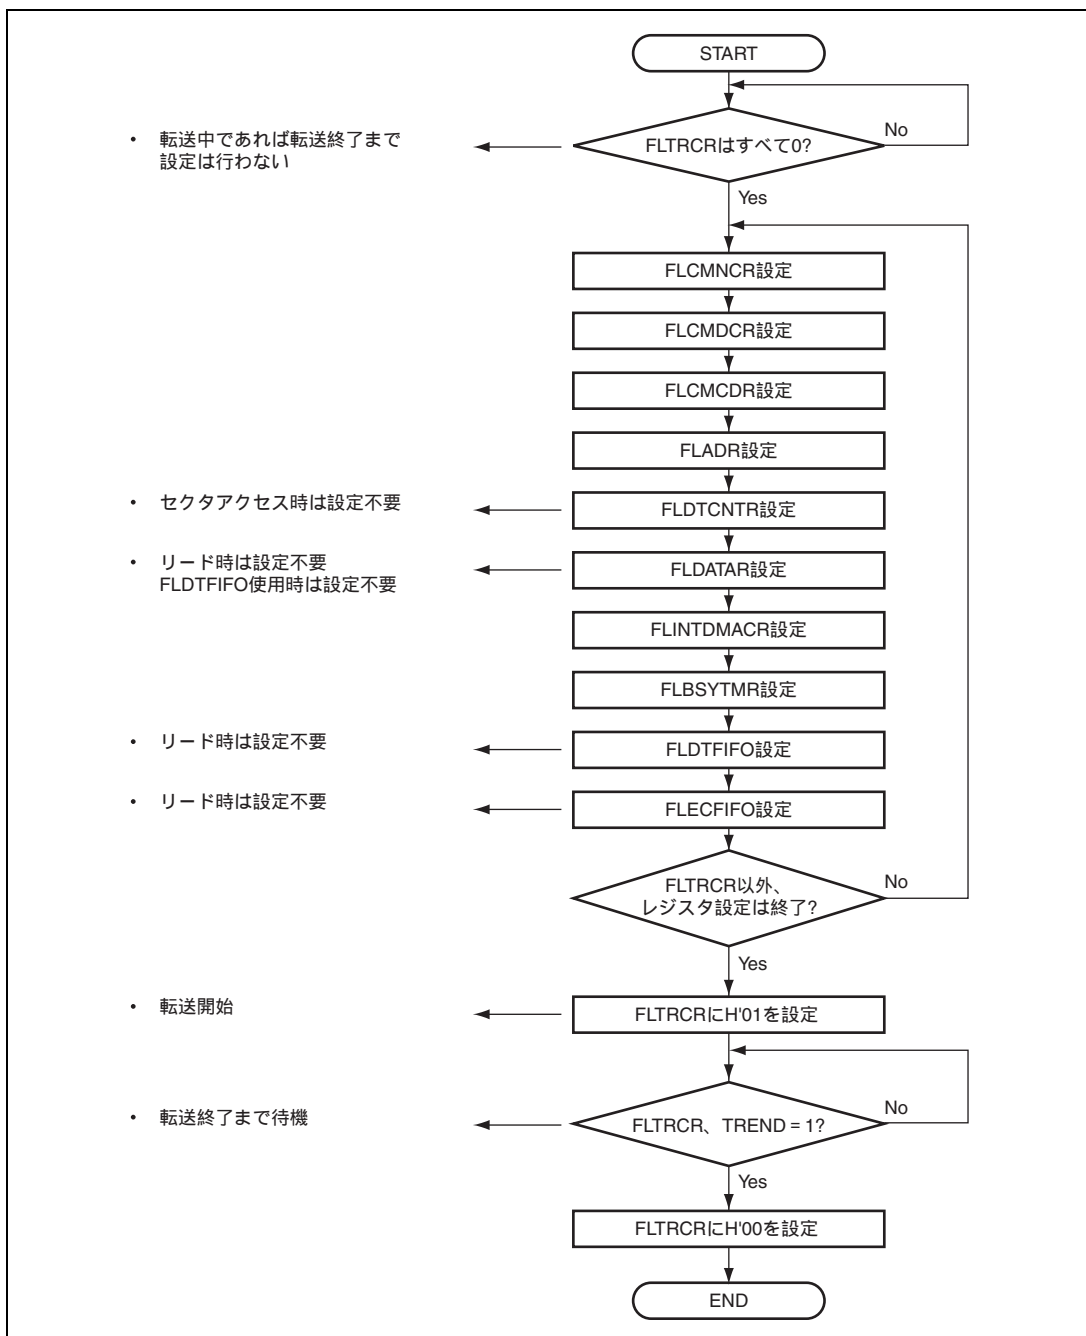 START
• 転送中であれば転送終了まで
設定は行わない
FLTRCRはすべて0?
No
Yes
FLCMNCR設定
FLCMDCR設定
FLCMCDR設定
FLADR設定
• セクタアクセス時は設定不要
FLDTCNTR設定
• リード時は設定不要
FLDTFIFO使用時は設定不要
FLDATAR設定
FLINTDMACR設定
FLBSYTMR設定
• リード時は設定不要
FLDTFIFO設定
• リード時は設定不要
FLECFIFO設定
FLTRCR以外、
レジスタ設定は終了?
No
Yes
• 転送開始
FLTRCRにH'01を設定
• 転送終了まで待機
FLTRCR、TREND = 1?
No
Yes
FLTRCRにH'00を設定
END